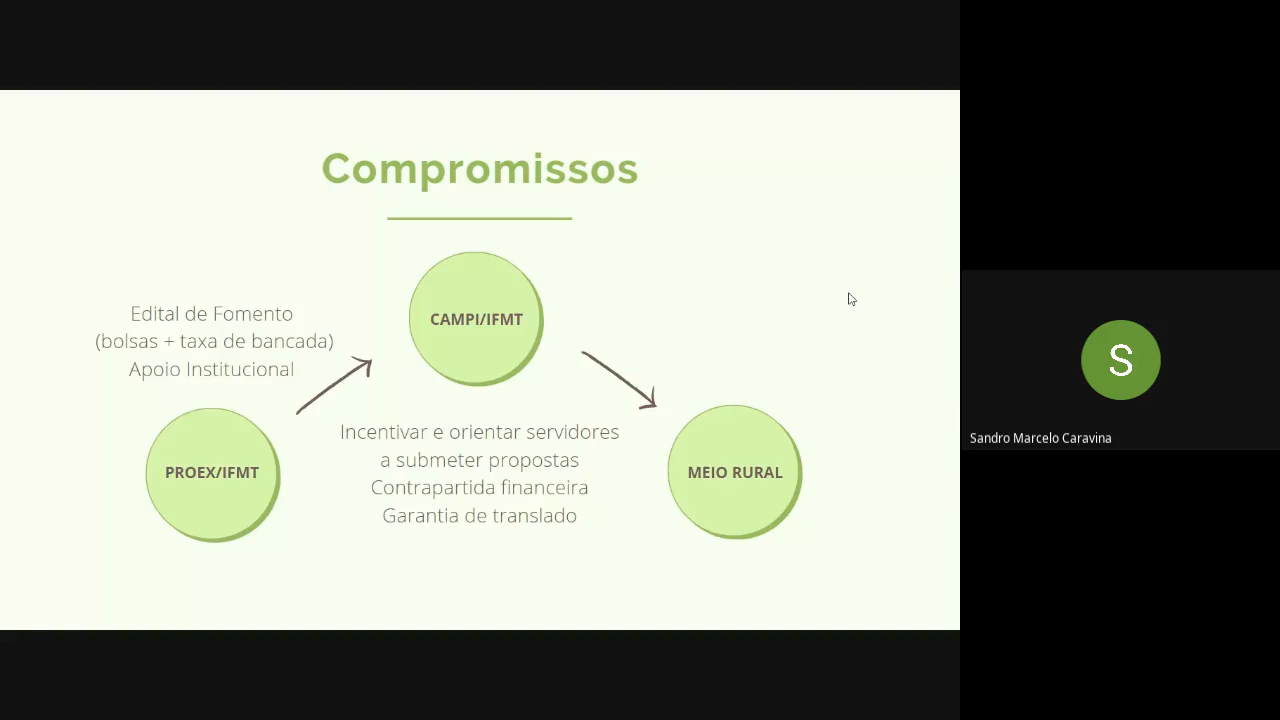 Compromissos
CAMPI/IFMT
Edital de Fomento
(bolsas + taxa de bancada)
Apoio Institucional
PROEX/IFMT
Incentivar e orientar servidores
a submeter propostas
Contrapartida financeira
Garantia de translado
MEIO RURAL
S
Sandro Marcelo Caravina